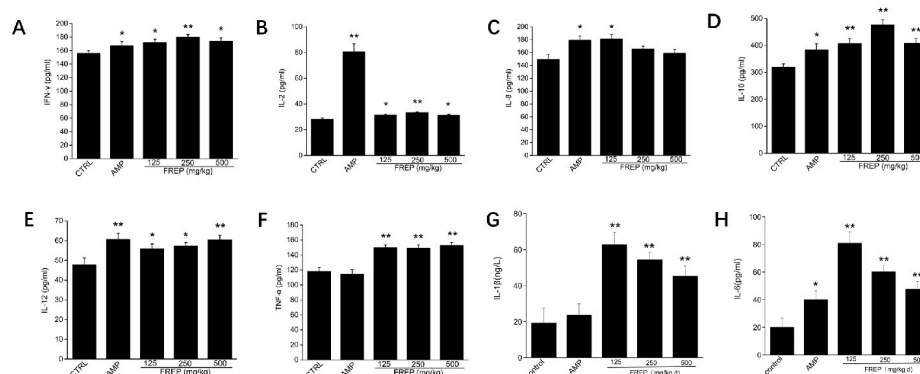 A
IFN-γ (pg/ml)
200
180
160
140
120
100
80
60
40
20
0
* * ** *
CTRL AMP 125 250 500
FREP (mg/kg)
B
IL-2 (pg/ml)
100
80
60
40
20
0
** * ** *
CTRL AMP 125 250 500
FREP (mg/kg)
C
IL-8 (pg/ml)
200
180
160
140
120
100
80
60
40
20
0
* *
CTRL AMP 125 250 500
FREP (mg/kg)
D
IL-10 (pg/ml)
500
400
300
200
100
0
* ** ** **
CTRL AMP 125 250 50
FREP (mg/kg)
E
IL-12 (pg/ml)
70
60
50
40
30
20
10
0
** * * **
CTRL AMP 125 250 500
FREP (mg/kg)
F
TNF-α (pg/ml)
180
160
140
120
100
80
60
40
20
0
** ** **
CTRL AMP 125 250 500
FREP (mg/kg)
G
IL-1β(ng/L)
80
60
40
20
0
** ** **
control AMP 125 250 500
FREP (mg/kg.d)
H
IL-6(pg/ml)
100
80
60
40
20
0
* ** ** **
control AMP 125 250 500
FREP (mg/kg.d)